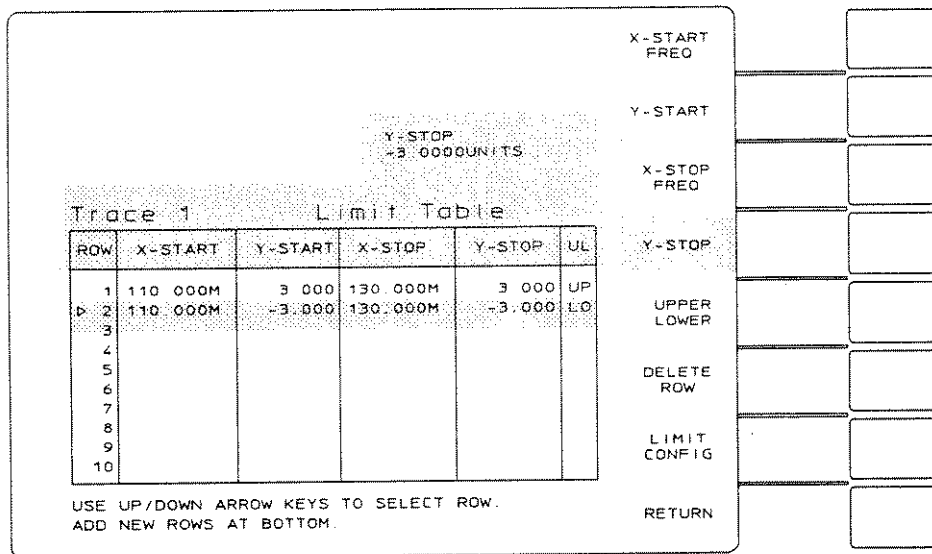 X-START
FREQ
Y-START
Y-STOP
-3 0000UNITS
X-STOP
FREQ
Trace 1 Limit Table
ROW X-START Y-START X-STOP Y-STOP UL
Y-STOP
1 110 000M 3 000 130.000M 3 000 UP
▷ 2 110 000M -3.000 130.000M -3.000 LO
3
4
5
6
7
8
9
10
UPPER
LOWER
DELETE
ROW
LIMIT
CONFIG
USE UP/DOWN ARROW KEYS TO SELECT ROW.
ADD NEW ROWS AT BOTTOM.
RETURN